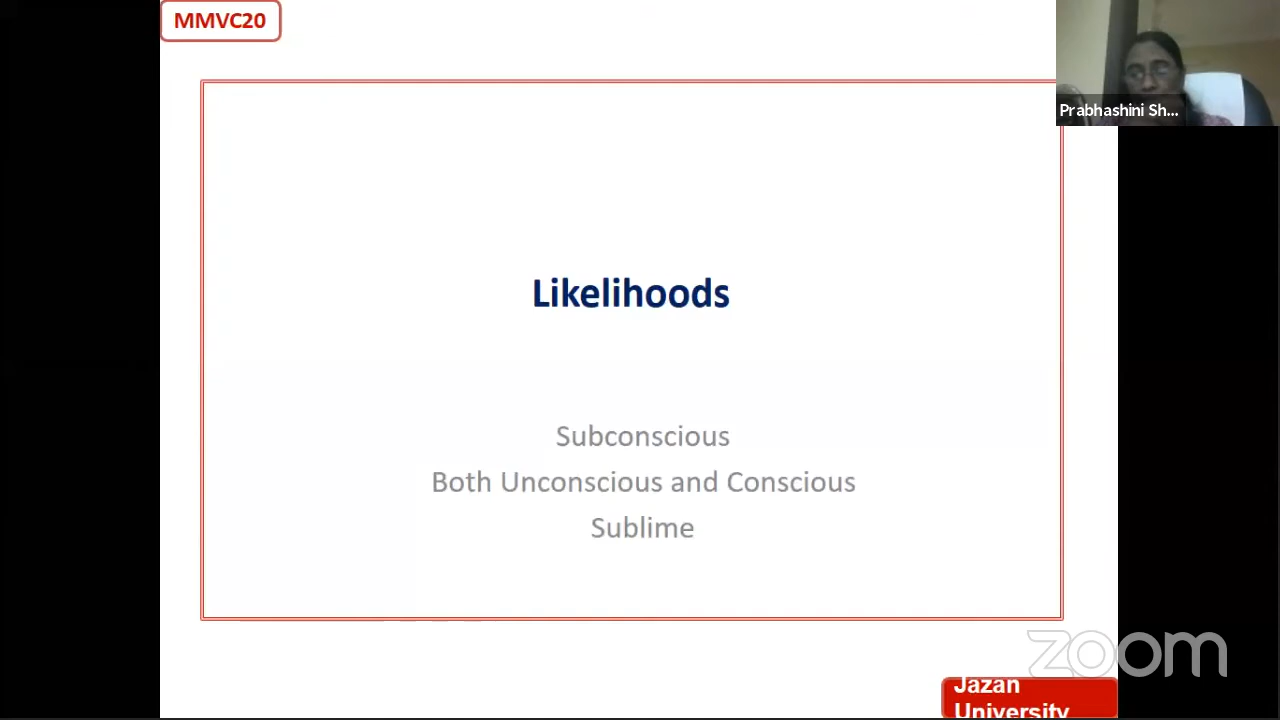 MMVC20
Prabhashini Sh...
Likelihoods
Subconscious
Both Unconscious and Conscious
Sublime
zoom
Jazan
University